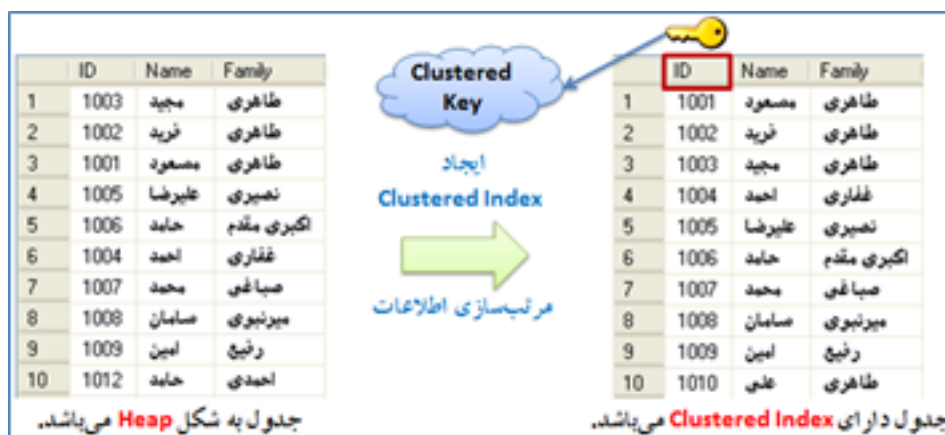 ID Name Family
1 1003 مجید طاهری
2 1002 فرید طاهری
3 1001 مسعود طاهری
4 1005 علیرضا نصیری
5 1006 حامد اکبری مقدم
6 1004 احمد غفاری
7 1007 محمد صباغی
8 1008 سامان میرنبوی
9 1009 امین رفیع
10 1012 حامد احمدی
جدول به شکل Heap می‌باشد.
Clustered
Key
ایجاد
Clustered Index
مرتب‌سازی اطلاعات
ID Name Family
1 1001 مسعود طاهری
2 1002 فرید طاهری
3 1003 مجید طاهری
4 1004 احمد غفاری
5 1005 علیرضا نصیری
6 1006 حامد اکبری مقدم
7 1007 محمد صباغی
8 1008 سامان میرنبوی
9 1009 امین رفیع
10 1010 علی طاهری
جدول دارای Clustered Index می‌باشد.